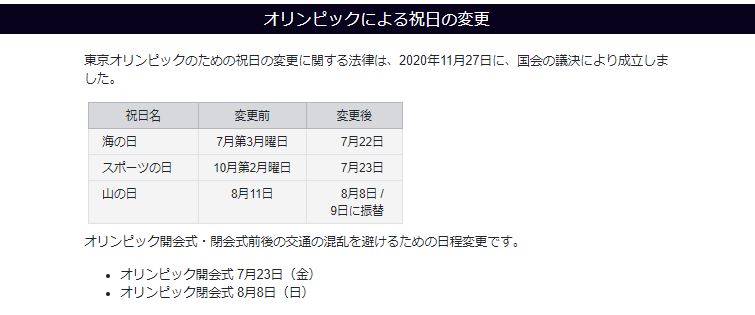 オリンピックによる祝日の変更
東京オリンピックのための祝日の変更に関する法律は、2020年11月27日に、国会の議決により成立しま
した。
祝日名 変更前 変更後
海の日 7月第3月曜日 7月22日
スポーツの日 10月第2月曜日 7月23日
山の日 8月11日 8月8日 /
9日に振替
オリンピック開会式・閉会式前後の交通の混乱を避けるための日程変更です。
• オリンピック開会式 7月23日（金）
• オリンピック閉会式 8月8日（日）